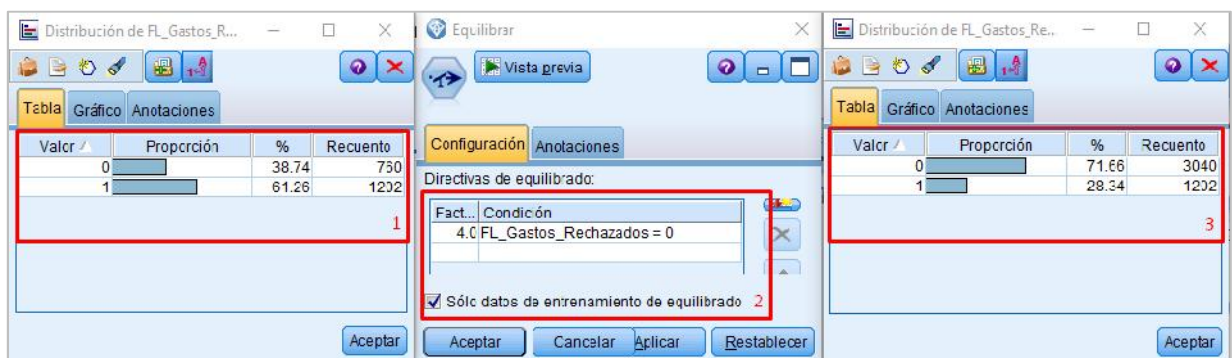 Distribución de FL_Gastos_R...
Tabla Gráfico Anotaciones
Valor Proporción % Recuento
0 38.74 760
1 61.26 1202
1
Aceptar
Equilibrar
Vista previa
Configuración Anotaciones
Directivas de equilibrado:
Fact... Condición
4.0 FL_Gastos_Rechazados = 0
Sólo datos de entrenamiento de equilibrado 2
Aceptar Cancelar Aplicar Restablecer
Distribución de FL_Gastos_Re..
Tabla Gráfico Anotaciones
Valor Proporción % Recuento
0 71.66 3040
1 28.34 1202
3
Aceptar